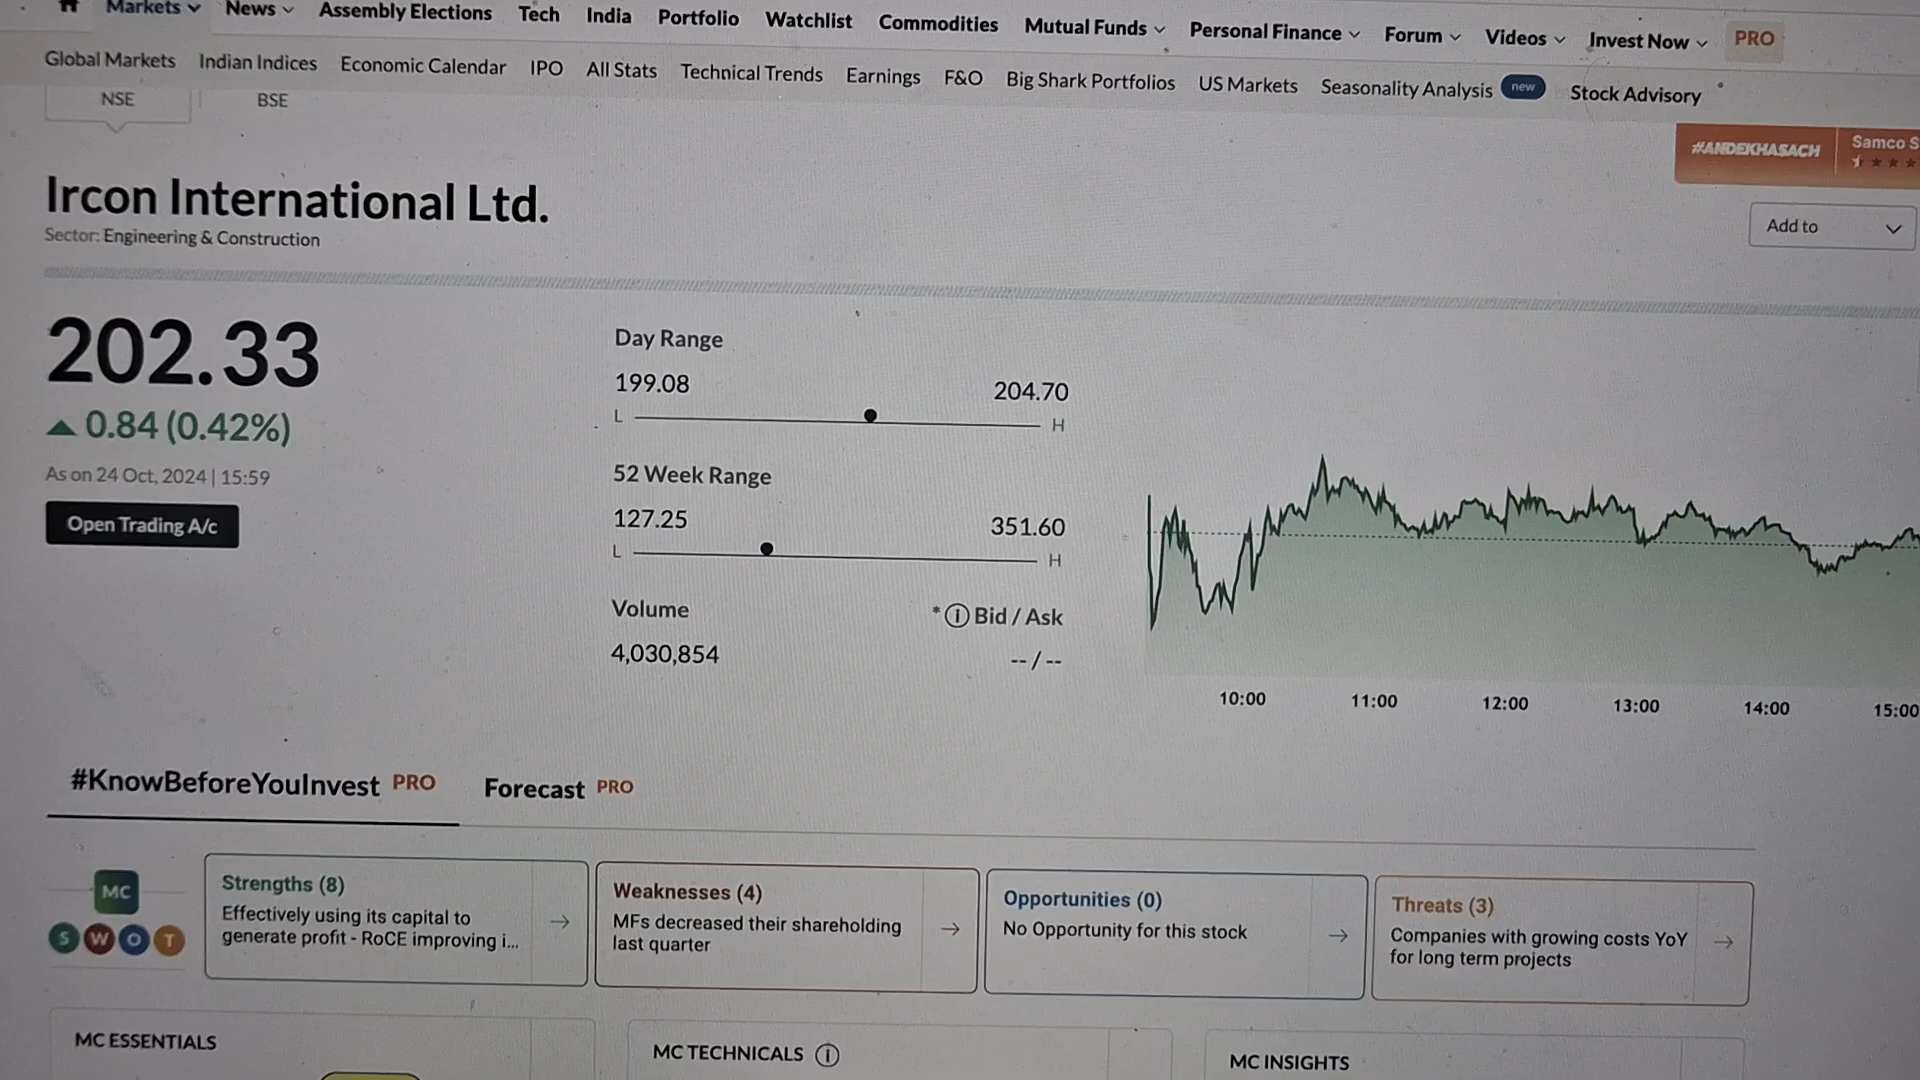 Markets News Assembly Elections Tech India Portfolio Watchlist Commodities Mutual Funds Personal Finance Forum Videos Invest Now PRO
Global Markets Indian Indices Economic Calendar IPO All Stats Technical Trends Earnings F&O Big Shark Portfolios US Markets Seasonality Analysis new Stock Advisory
NSE BSE
#ANDEKHASACH Samco S
Ircon International Ltd.
Sector: Engineering & Construction
Add to
202.33
0.84 (0.42%)
As on 24 Oct, 2024 | 15:59
Open Trading A/c
Day Range
199.08 204.70
L H
52 Week Range
127.25 351.60
L H
Volume * i Bid / Ask
4,030,854 -- / --
10:00 11:00 12:00 13:00 14:00 15:00
#KnowBeforeYouInvest PRO Forecast PRO
MC
S W O T
Strengths (8)
Effectively using its capital to
generate profit - RoCE improving i...
Weaknesses (4)
MFs decreased their shareholding
last quarter
Opportunities (0)
No Opportunity for this stock
Threats (3)
Companies with growing costs YoY
for long term projects
MC ESSENTIALS
MC TECHNICALS i
MC INSIGHTS